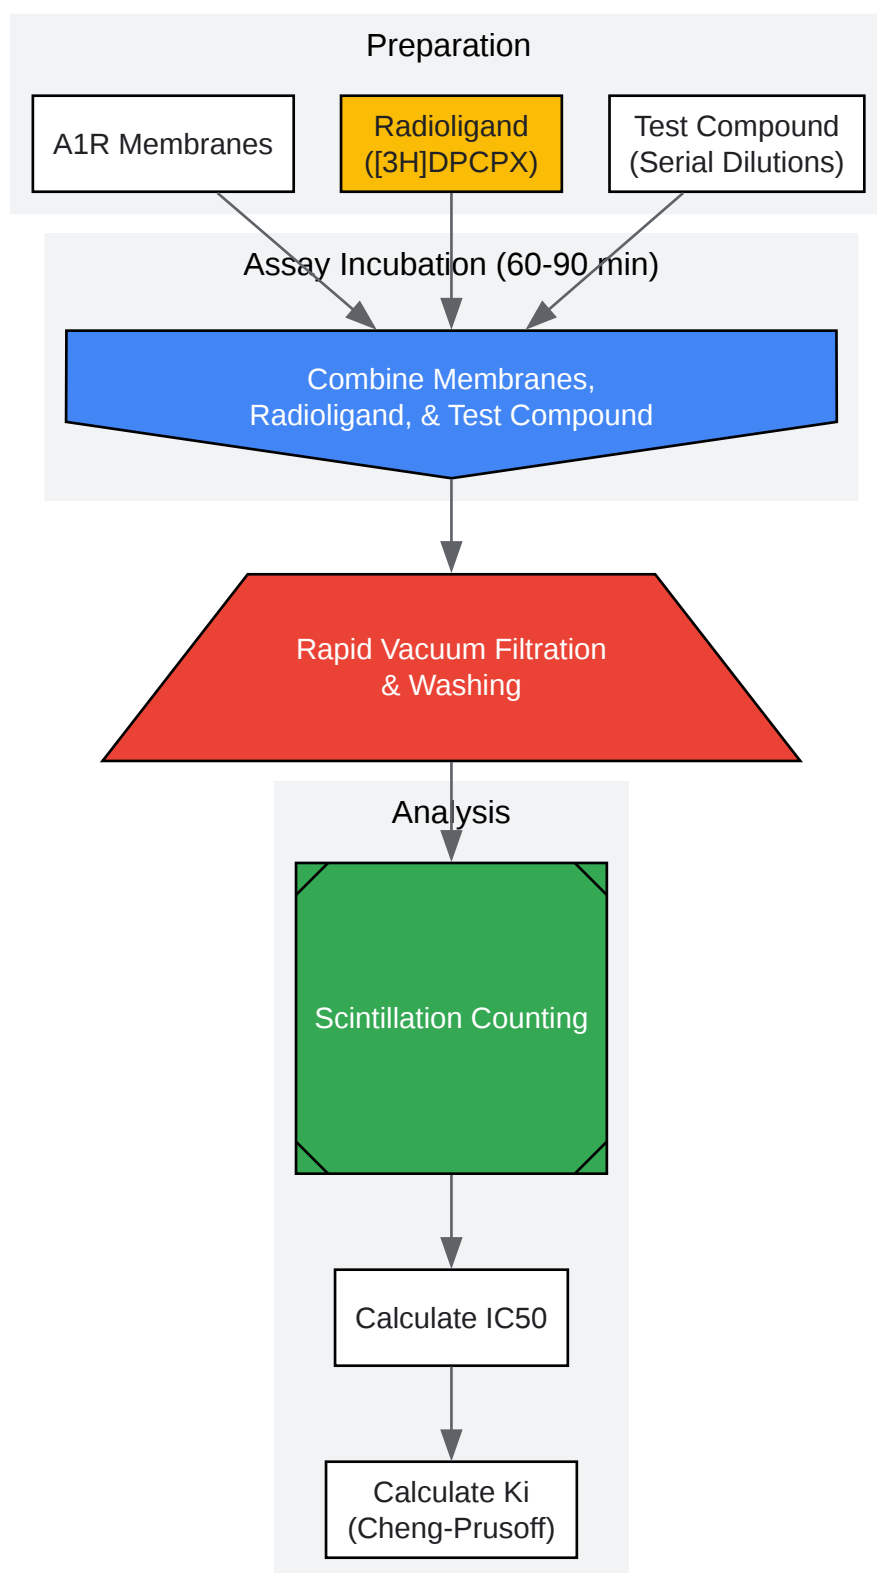 Preparation
A1R Membranes
Radioligand
([3H]DPCPX)
Test Compound
(Serial Dilutions)
Assay Incubation (60-90 min)
Combine Membranes,
Radioligand, & Test Compound
Rapid Vacuum Filtration
& Washing
Analysis
Scintillation Counting
Calculate IC50
Calculate Ki
(Cheng-Prusoff)